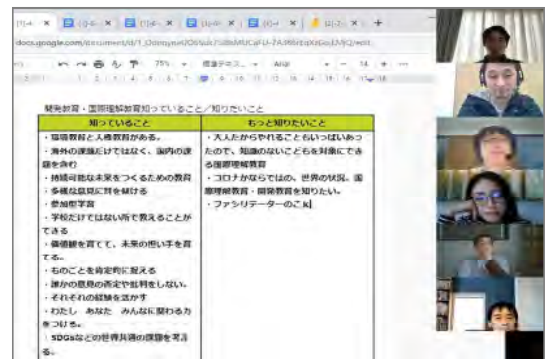 docs.google.com/document/d/
75%
標準テキス...
Arial
14
開発教育・国際理解教育知っていること／知りたいこと
知っていること
・環境教育と人権教育がある。
・海外の課題だけではなく、国内の課
題を含む
・持続可能な未来をつくるための教育
・多様な意見に耳を傾ける
・参加型学習
・学校だけではない所で教えることが
できる
・価値観を育てて、未来の担い手を育
てる。
・ものごとを肯定的に捉える
・誰かの意見の否定や批判をしない。
・それぞれの経験を活かす
・わたし　あなた　みんなに関わる力
をつける。
・SDGsなどの世界共通の課題を考え
る。
もっと知りたいこと
・大人だからやれることもいっぱいあっ
たので、知識のないこどもを対象にでき
る国際理解教育
・コロナかならではの、世界の状況、国
際理解教育・開発教育を知りたい。
・ファシリテーターのこk